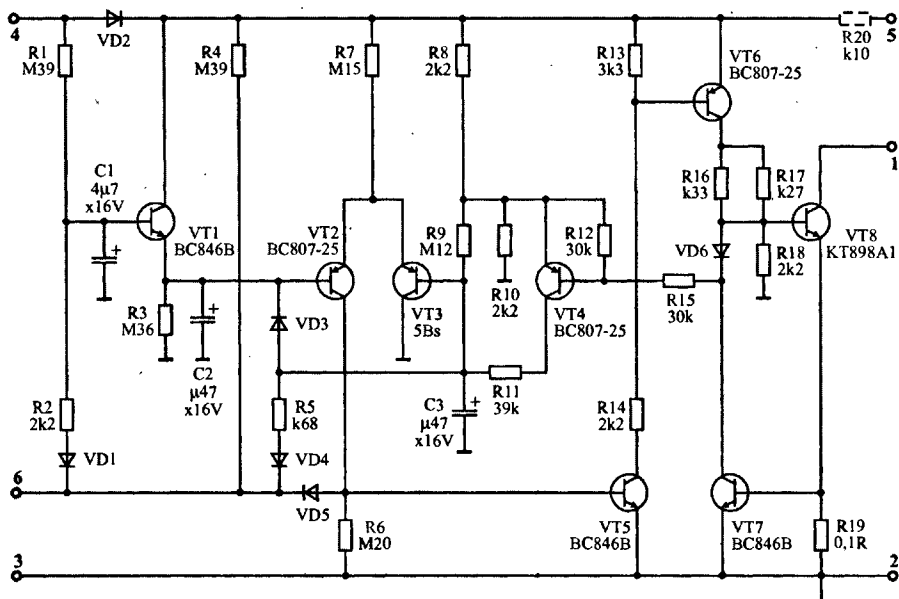 4
VD2
R1
M39
R4
M39
R7
M15
R8
2k2
R13
3k3
VT6
BC807-25
R20
k10
5
C1
4µ7
x16V
VT1
BC846B
VT2
BC807-25
R9
M12
R12
30k
R16
k33
R17
k27
1
R3
M36
C2
µ47
x16V
VD3
VT3
5Bs
R10
2k2
VT4
BC807-25
R15
30k
VD6
R18
2k2
VT8
KT898A1
R2
2k2
VD1
R5
k68
VD4
C3
µ47
x16V
R11
39k
R14
2k2
6
VD5
R6
M20
VT5
BC846B
VT7
BC846B
R19
0,1R
3
2